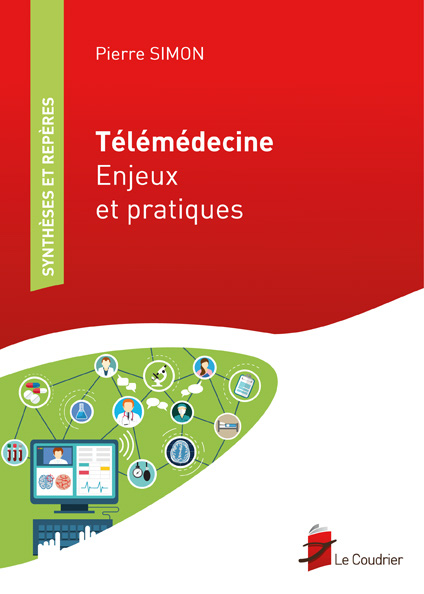 Pierre SIMON
SYNTHÈSES ET REPÈRES
Télémédecine
Enjeux
et pratiques
Le Coudrier